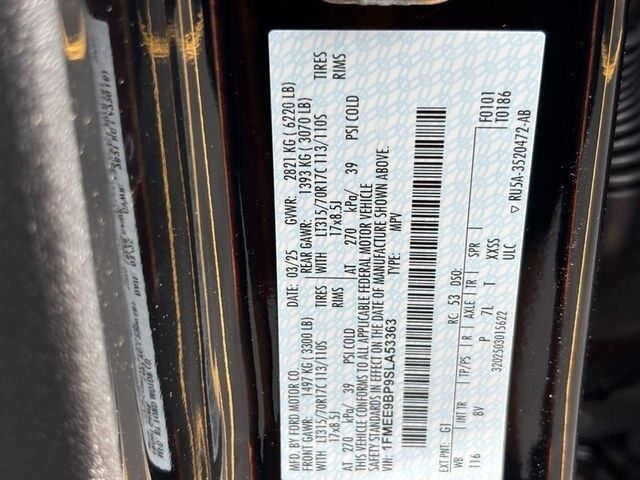 MFD. BY FORD MOTOR CO.
DATE: 03/25 GVWR: 2821 KG ( 6220 LB)
FRONT GAWR: 1497 KG ( 3300 LB) REAR GAWR: 1393 KG ( 3070 LB)
LT315/70R17C 113/110S WITH LT315/70R17C 113/110S TIRES
17x8.5J RIMS 17x8.5J RIMS
AT 270 kPa/ 39 PSI COLD AT 270 kPa/ 39 PSI COLD
THIS VEHICLE CONFORMS TO ALL APPLICABLE FEDERAL MOTOR VEHICLE
SAFETY STANDARDS IN EFFECT ON THE DATE OF MANUFACTURE SHOWN ABOVE.
VIN: 1FMEE9BP9SLA53363 TYPE: MPV
F0101
T0186
EXT PNT: G1 RC: 53 DSO:
WB INT TR TP/PS R AXLE TR SPR
116 8V P 7L T XXSS
3202503015622 ULC
▽ RU5A-3520472-AB